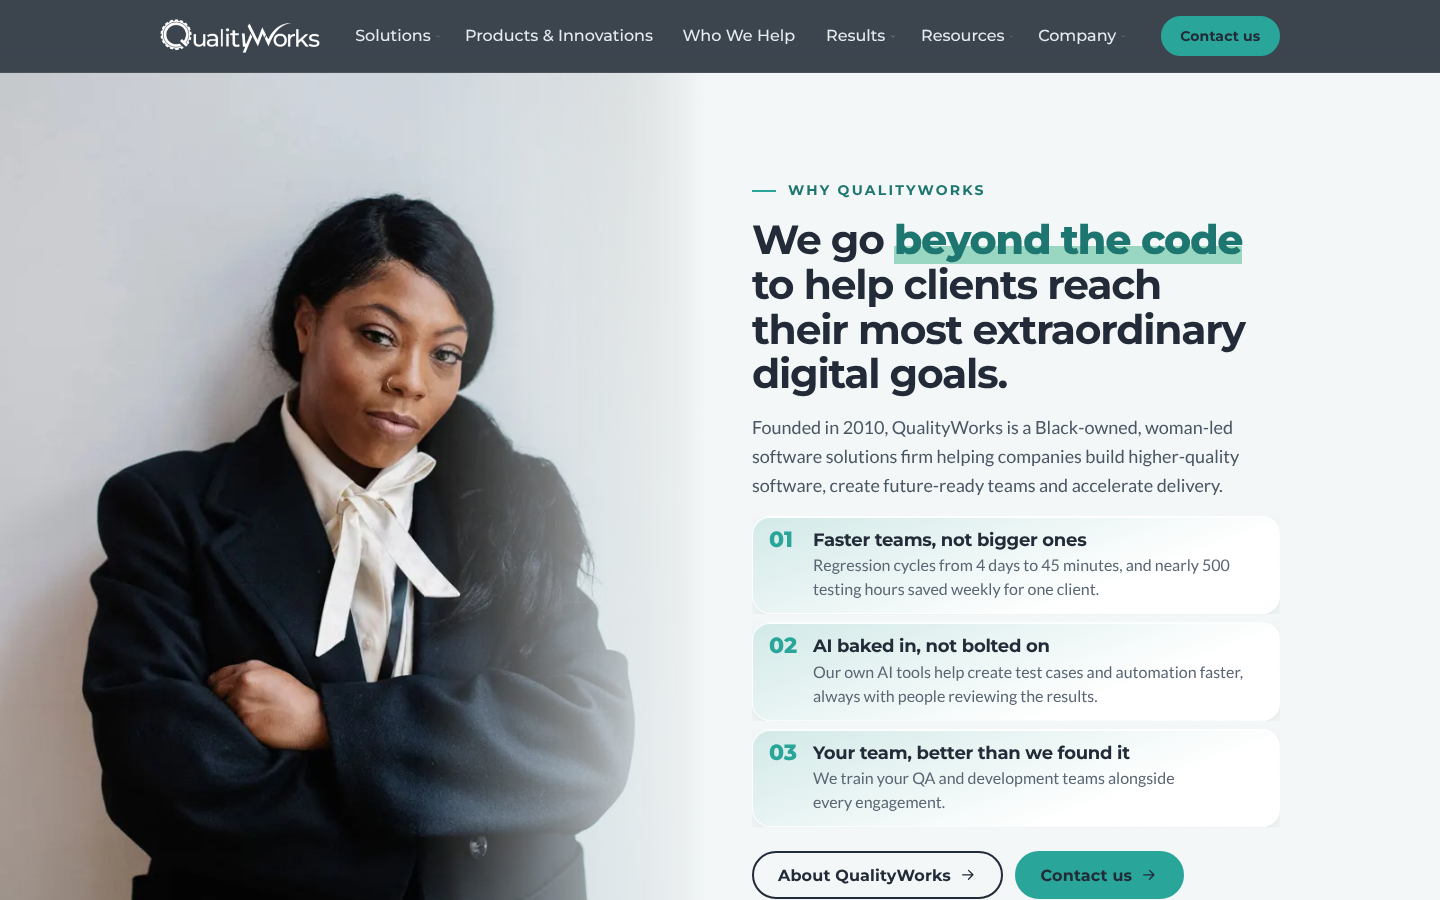 QualityWorks
Solutions
Products & Innovations
Who We Help
Results
Resources
Company
Contact us
WHY QUALITYWORKS
We go beyond the code
to help clients reach
their most extraordinary
digital goals.
Founded in 2010, QualityWorks is a Black-owned, woman-led
software solutions firm helping companies build higher-quality
software, create future-ready teams and accelerate delivery.
01 Faster teams, not bigger ones
Regression cycles from 4 days to 45 minutes, and nearly 500
testing hours saved weekly for one client.
02 AI baked in, not bolted on
Our own AI tools help create test cases and automation faster,
always with people reviewing the results.
03 Your team, better than we found it
We train your QA and development teams alongside
every engagement.
About QualityWorks →
Contact us →